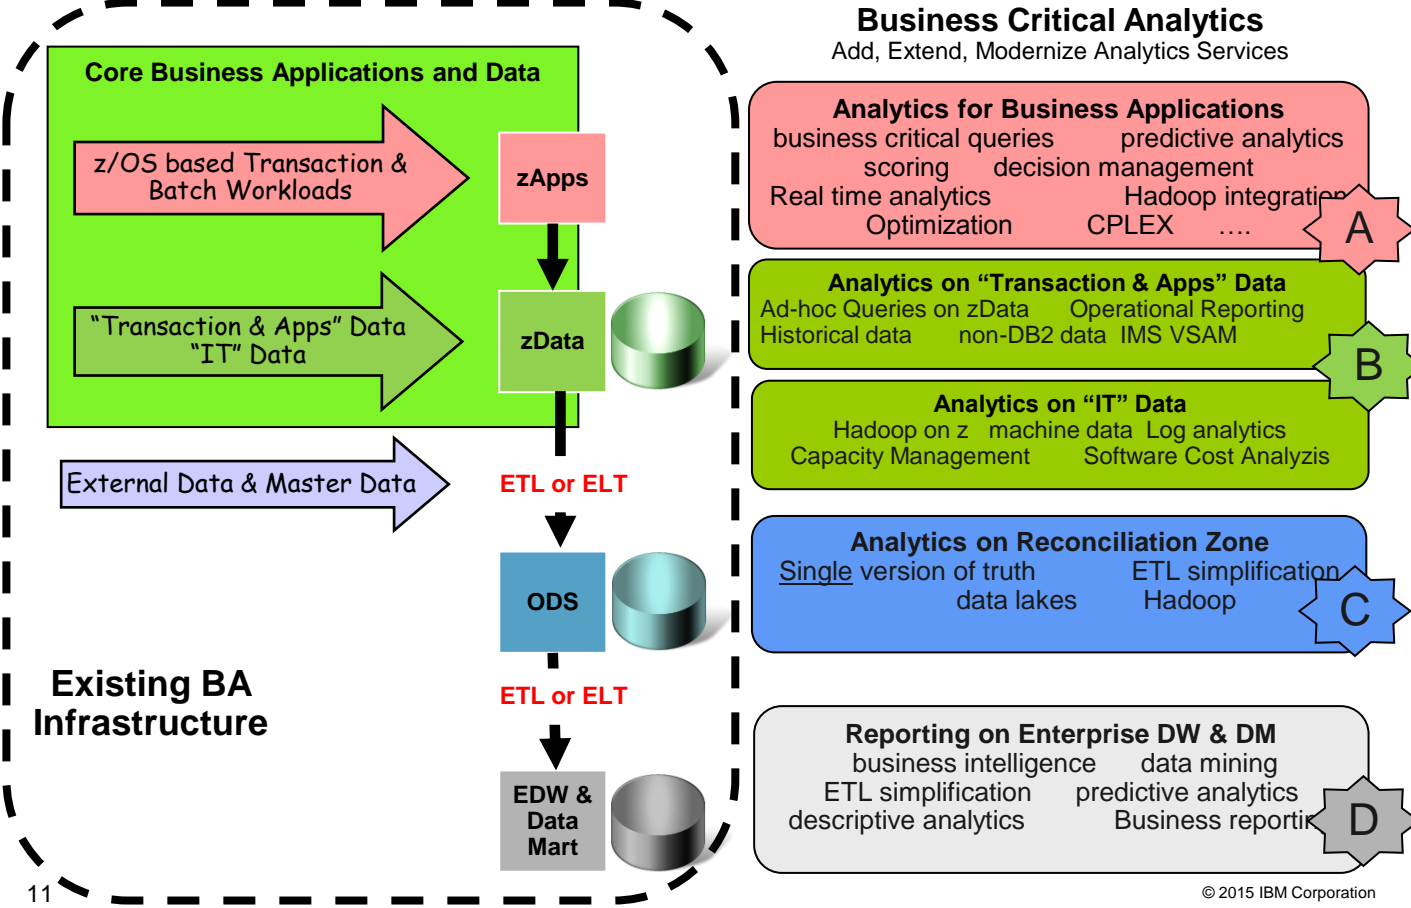 Business Critical Analytics
Add, Extend, Modernize Analytics Services
Core Business Applications and Data
z/OS based Transaction &
Batch Workloads
zApps
“Transaction & Apps” Data
“IT” Data
zData
External Data & Master Data
ETL or ELT
ODS
Existing BA
Infrastructure
ETL or ELT
EDW &
Data
Mart
Analytics for Business Applications
business critical queries predictive analytics
scoring decision management
Real time analytics Hadoop integration
Optimization CPLEX ….
A
Analytics on “Transaction & Apps” Data
Ad-hoc Queries on zData Operational Reporting
Historical data non-DB2 data IMS VSAM
B
Analytics on “IT” Data
Hadoop on z machine data Log analytics
Capacity Management Software Cost Analyzis
Analytics on Reconciliation Zone
Single version of truth ETL simplification
data lakes Hadoop
C
Reporting on Enterprise DW & DM
business intelligence data mining
ETL simplification predictive analytics
descriptive analytics Business reportin
D
11
© 2015 IBM Corporation